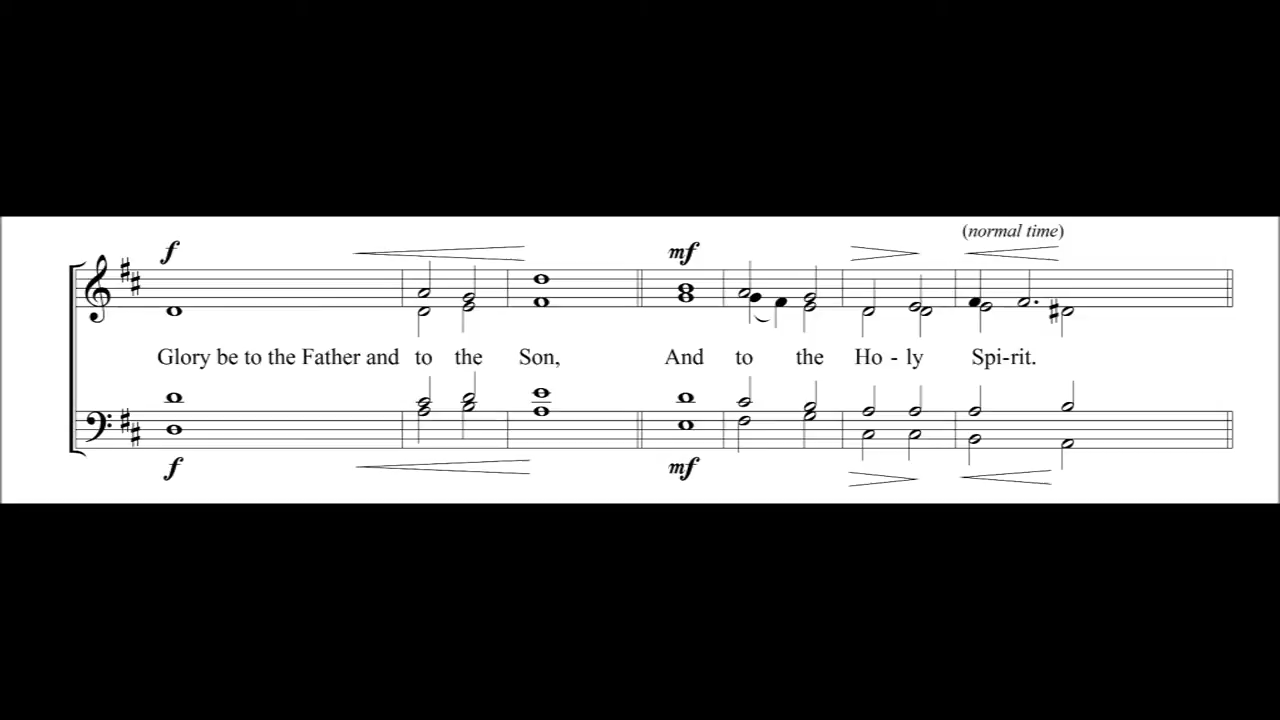 (normal time)
f mf
Glory be to the Father and to the Son, And to the Ho - ly Spi-rit.
f mf